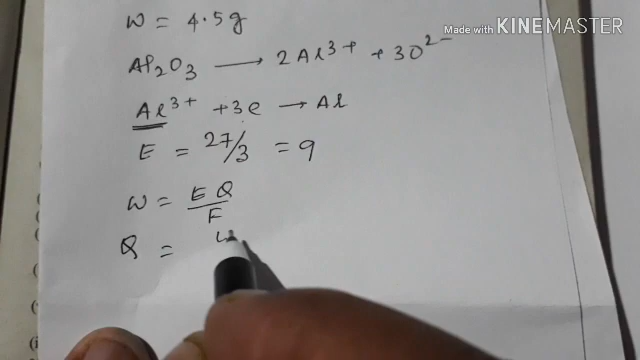 W = 4.5g
Made with KINEMASTER
Al₂O₃ ⟶ 2Al³⁺ + 3O²⁻
Al³⁺ + 3e → Al
E = 27/3 = 9
W = EQ/F
Q =